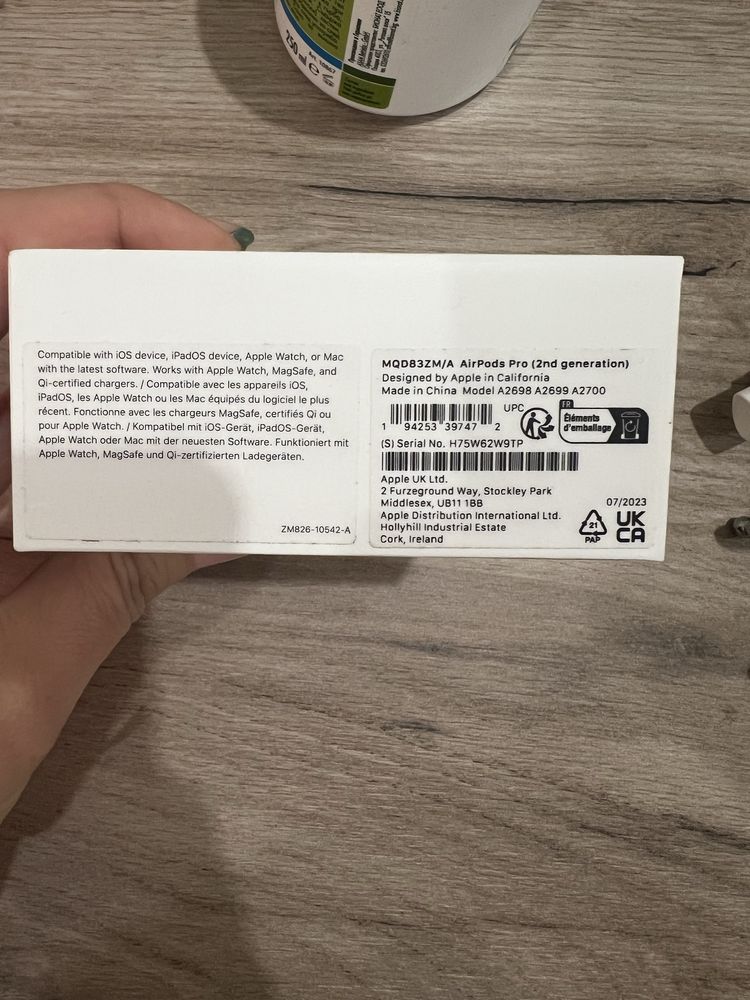 250 ml
Art. 10867
Compatible with iOS device, iPadOS device, Apple Watch, or Mac
with the latest software. Works with Apple Watch, MagSafe, and
Qi-certified chargers. / Compatible avec les appareils iOS,
iPadOS, les Apple Watch ou les Mac équipés du logiciel le plus
récent. Fonctionne avec les chargeurs MagSafe, certifiés Qi ou
pour Apple Watch. / Kompatibel mit iOS-Gerät, iPadOS-Gerät,
Apple Watch oder Mac mit der neuesten Software. Funktioniert mit
Apple Watch, MagSafe und Qi-zertifizierten Ladegeräten.
ZM826-10542-A
MQD83ZM/A AirPods Pro (2nd generation)
Designed by Apple in California
Made in China Model A2698 A2699 A2700
UPC
1 94253 39747 2
FR
Éléments
d'emballage
(S) Serial No. H75W62W9TP
Apple UK Ltd.
2 Furzeground Way, Stockley Park
Middlesex, UB11 1BB
Apple Distribution International Ltd.
Hollyhill Industrial Estate
Cork, Ireland
07/2023
21
PAP
UK
CA